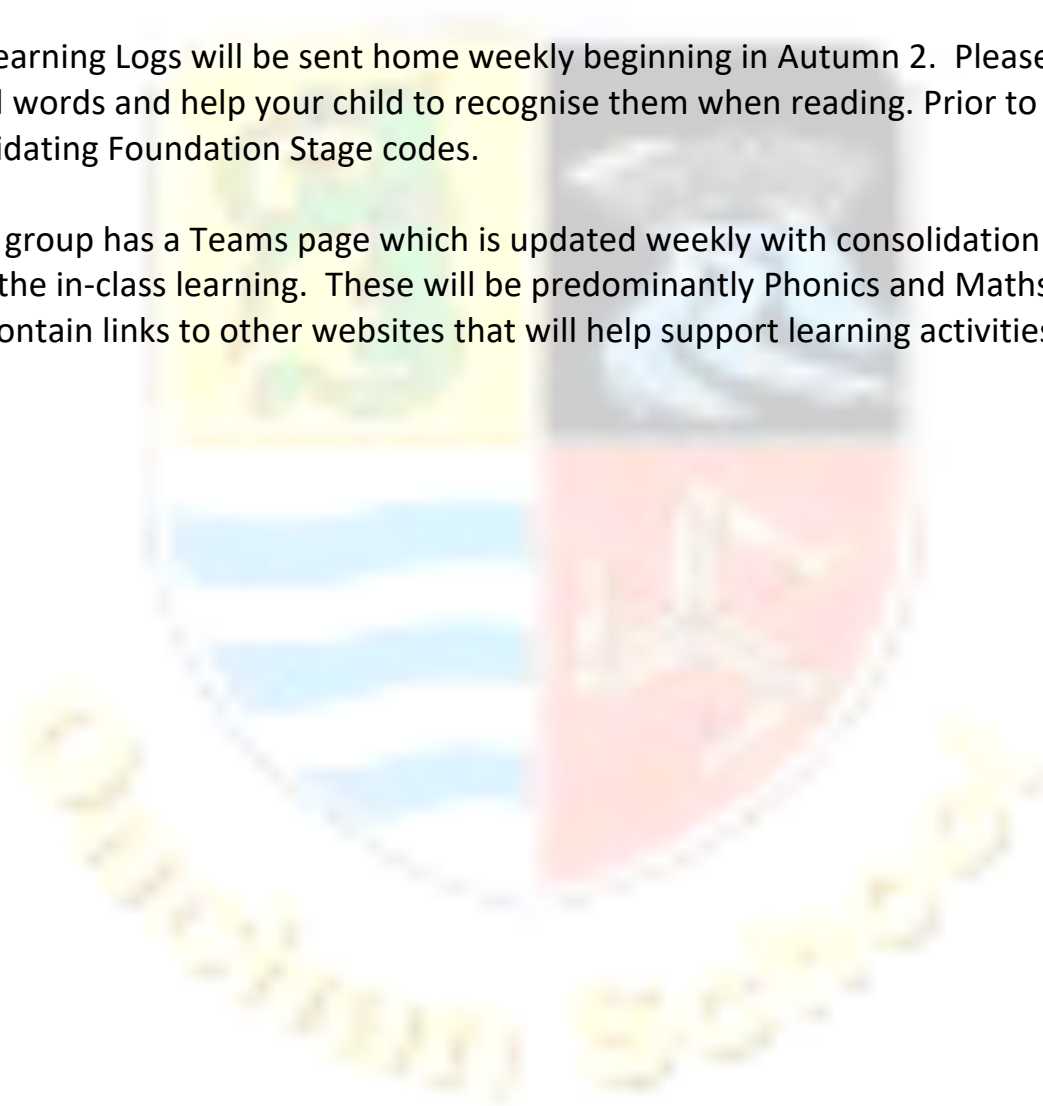 earning Logs will be sent home weekly beginning in Autumn 2.  Please
l words and help your child to recognise them when reading. Prior to
idating Foundation Stage codes.
group has a Teams page which is updated weekly with consolidation
the in-class learning.  These will be predominantly Phonics and Maths
ontain links to other websites that will help support learning activities
Onchan School